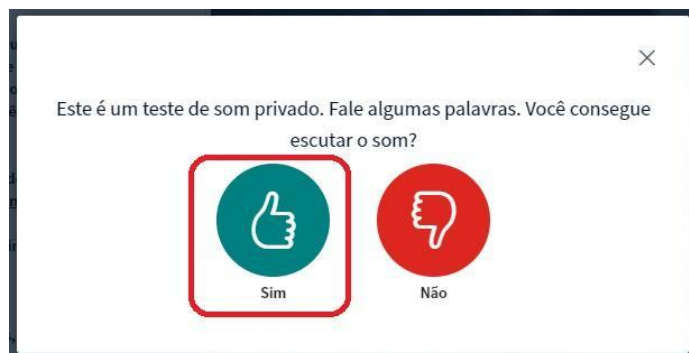 Este é um teste de som privado. Fale algumas palavras. Você consegue
escutar o som?
Sim
Não